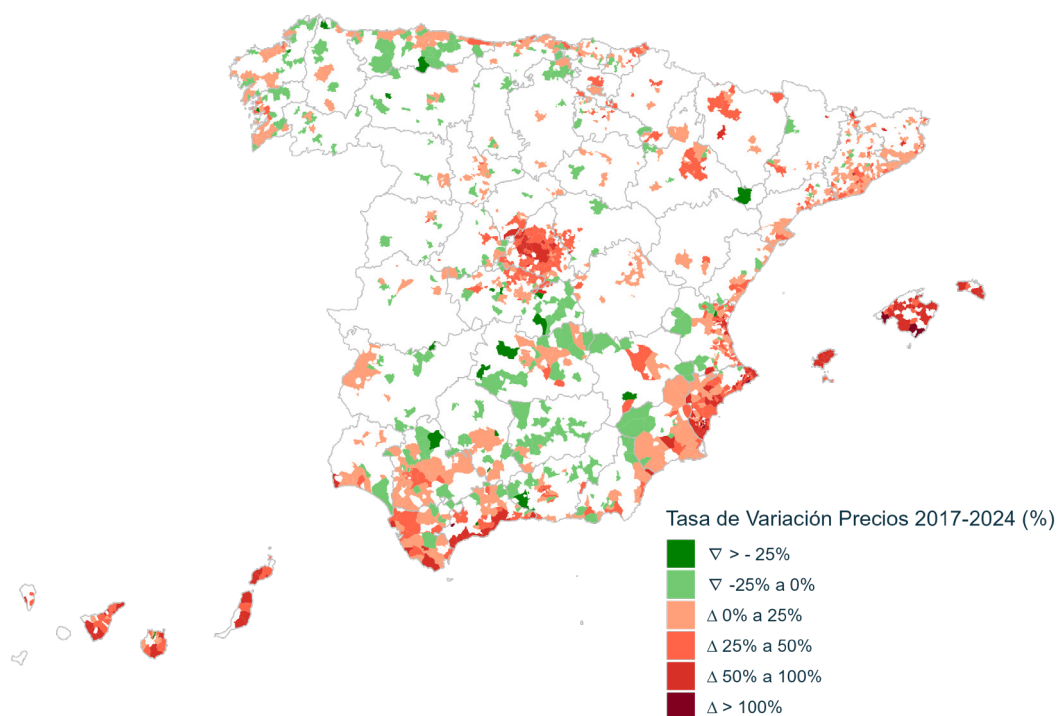 Tasa de Variación Precios 2017-2024 (%)
▽ > - 25%
▽ -25% a 0%
Δ 0% a 25%
Δ 25% a 50%
Δ 50% a 100%
Δ > 100%